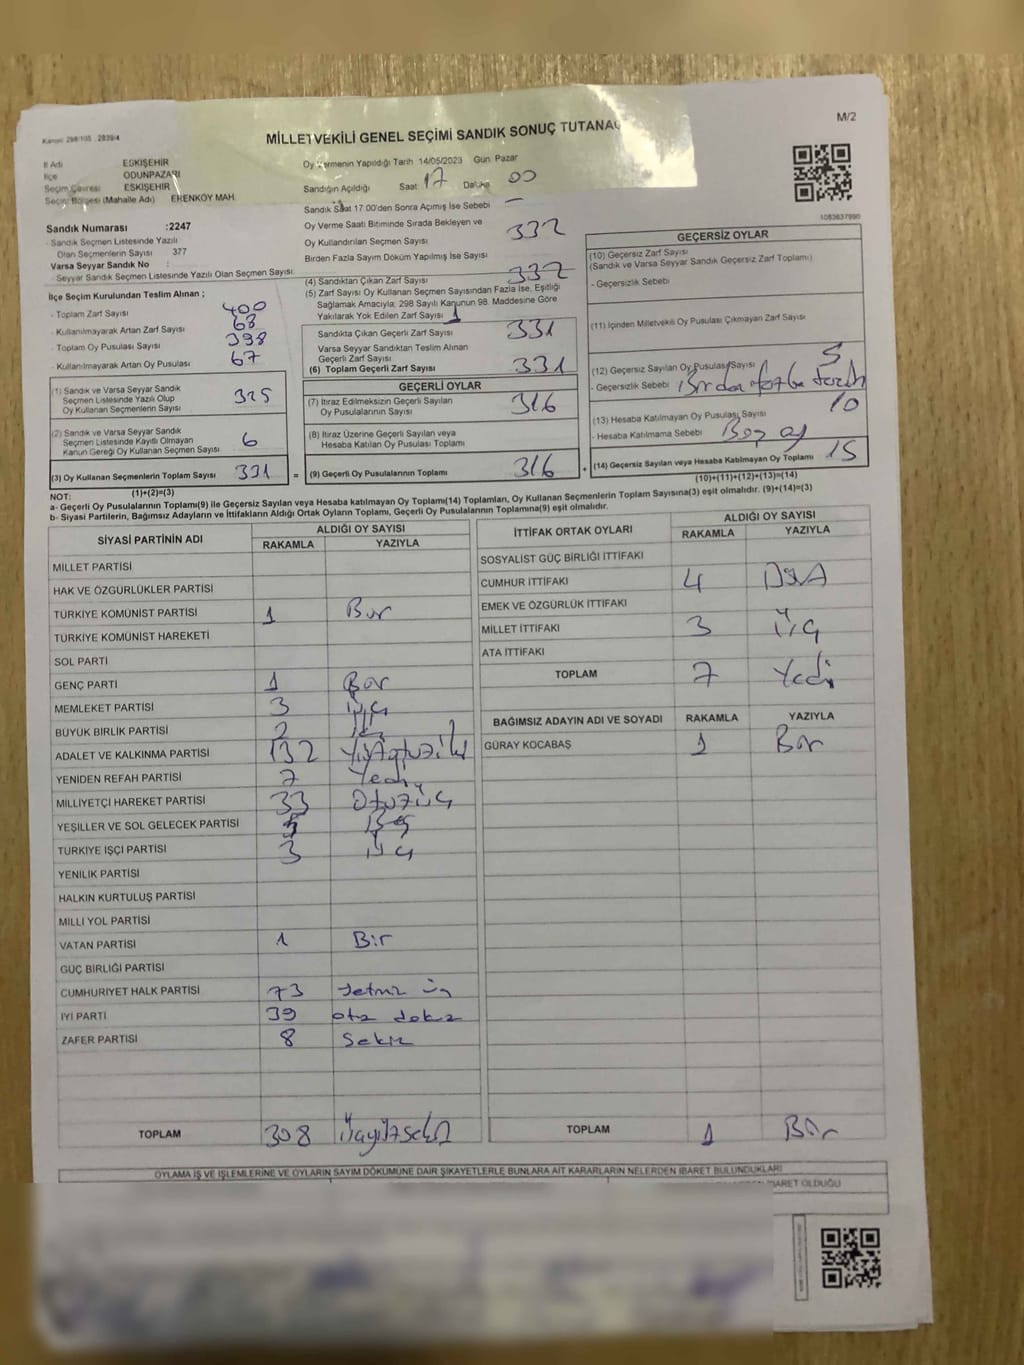 M/2
Kanun: 298/105 , 2839/4
MİLLETVEKİLİ GENEL SEÇİMİ SANDIK SONUÇ TUTANA
İl Adı ESKİŞEHİR
İlçe ODUNPAZARI
Seçim Çevresi ESKİŞEHİR
Seçim Bölgesi (Mahalle Adı) ERENKÖY MAH.
Sandık Numarası :2247
- Sandık Seçmen Listesinde Yazılı
Olan Seçmenlerin Sayısı 377
Varsa Seyyar Sandık No :
- Seyyar Sandık Seçmen Listesinde Yazılı Olan Seçmen Sayısı:
İlçe Seçim Kurulundan Teslim Alınan ;
- Toplam Zarf Sayısı 400
- Kullanılmayarak Artan Zarf Sayısı 68
- Toplam Oy Pusulası Sayısı 398
- Kullanılmayarak Artan Oy Pusulası 67
(1) Sandık ve Varsa Seyyar Sandık
Seçmen Listesinde Yazılı Olup
Oy Kullanan Seçmenlerin Sayısı 325
(2) Sandık ve Varsa Seyyar Sandık
Seçmen Listesinde Kayıtlı Olmayan
Kanun Gereği Oy Kullanan Seçmen Sayısı 6
(3) Oy Kullanan Seçmenlerin Toplam Sayısı 331
(1)+(2)=(3)
Oy Vermenin Yapıldığı Tarih 14/05/2023 Gün Pazar
Sandığın Açıldığı Saat 17 Dakika 00
Sandık Saat 17.00'den Sonra Açılmış İse Sebebi —
Oy Verme Saati Bitiminde Sırada Bekleyen ve
Oy Kullandırılan Seçmen Sayısı 332
Birden Fazla Sayım Döküm Yapılmış İse Sayısı
(4) Sandıktan Çıkan Zarf Sayısı 332
(5) Zarf Sayısı Oy Kullanan Seçmen Sayısından Fazla İse, Eşitliği
Sağlamak Amacıyla; 298 Sayılı Kanunun 98. Maddesine Göre
Yakılarak Yok Edilen Zarf Sayısı 1
Sandıkta Çıkan Geçerli Zarf Sayısı 331
Varsa Seyyar Sandıktan Teslim Alınan
Geçerli Zarf Sayısı
(6) Toplam Geçerli Zarf Sayısı 331
GEÇERLİ OYLAR
(7) İtiraz Edilmeksizin Geçerli Sayılan
Oy Pusulalarının Sayısı 316
(8) İtiraz Üzerine Geçerli Sayılan veya
Hesaba Katılan Oy Pusulası Toplamı
= (9) Geçerli Oy Pusulalarının Toplamı 316 +
1083637990
GEÇERSİZ OYLAR
(10) Geçersiz Zarf Sayısı
(Sandık ve Varsa Seyyar Sandık Geçersiz Zarf Toplamı)
- Geçersizlik Sebebi
(11) İçinden Milletvekili Oy Pusulası Çıkmayan Zarf Sayısı
(12) Geçersiz Sayılan Oy Pusulası Sayısı 5
- Geçersizlik Sebebi Birden fazla tercih
(13) Hesaba Katılmayan Oy Pusulası Sayısı 10
- Hesaba Katılmama Sebebi Boş oy
(14) Geçersiz Sayılan veya Hesaba Katılmayan Oy Toplamı 15
(10)+(11)+(12)+(13)=(14)
NOT:
a- Geçerli Oy Pusulasının Toplamı(9) ile Geçersiz Sayılan veya Hesaba katılmayan Oy Toplamı(14) Toplamları, Oy Kullanan Seçmenlerin Toplam Sayısına(3) eşit olmalıdır. (9)+(14)=(3)
b- Siyasi Partilerin, Bağımsız Adayların ve İttifakların Aldığı Ortak Oyların Toplamı, Geçerli Oy Pusulalarının Toplamına(9) eşit olmalıdır.
SİYASİ PARTİNİN ADI ALDIĞI OY SAYISI
RAKAMLA YAZIYLA
MİLLET PARTİSİ
HAK VE ÖZGÜRLÜKLER PARTİSİ
TÜRKİYE KOMÜNİST PARTİSİ 1 Bir
TÜRKİYE KOMÜNİST HAREKETİ
SOL PARTİ
GENÇ PARTİ 1 Bir
MEMLEKET PARTİSİ 3 üç
BÜYÜK BİRLİK PARTİSİ 2 iki
ADALET VE KALKINMA PARTİSİ 132 Yüzotuziki
YENİDEN REFAH PARTİSİ 7 Yedi
MİLLİYETÇİ HAREKET PARTİSİ 33 Otuzüç
YEŞİLLER VE SOL GELECEK PARTİSİ 5 Beş
TÜRKİYE İŞÇİ PARTİSİ 3 üç
YENİLİK PARTİSİ
HALKIN KURTULUŞ PARTİSİ
MİLLİ YOL PARTİSİ
VATAN PARTİSİ 1 Bir
GÜÇ BİRLİĞİ PARTİSİ
CUMHURİYET HALK PARTİSİ 73 Yetmiz üç
İYİ PARTİ 39 otz dokz
ZAFER PARTİSİ 8 Sekiz
TOPLAM 308 Üçyüzsekiz
İTTİFAK ORTAK OYLARI ALDIĞI OY SAYISI
RAKAMLA YAZIYLA
SOSYALİST GÜÇ BİRLİĞİ İTTİFAKI
CUMHUR İTTİFAKI 4 Dört
EMEK VE ÖZGÜRLÜK İTTİFAKI
MİLLET İTTİFAKI 3 Üç
ATA İTTİFAKI
TOPLAM 7 Yedi
BAĞIMSIZ ADAYIN ADI VE SOYADI RAKAMLA YAZIYLA
GÜRAY KOCABAŞ 1 Bir
TOPLAM 1 Bir
OYLAMA İŞ VE İŞLEMLERİNE VE OYLARIN SAYIM DÖKÜMÜNE DAİR ŞİKAYETLERLE BUNLARA AİT KARARLARIN NELERDEN İBARET BULUNDUKLARI
İBARET OLDUĞU